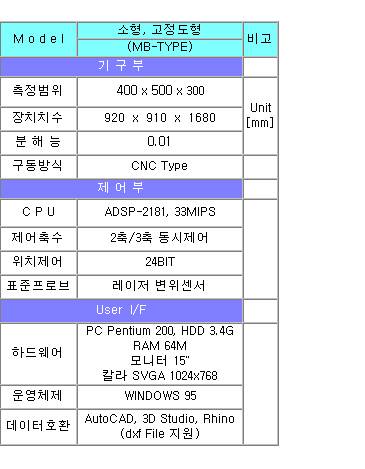 Model 소형, 고정도형 비고
(MB-TYPE)
기 구 부
측정범위 400 x 500 x 300 Unit
[mm]
장치치수 920 x 910 x 1680
분 해 능 0.01
구동방식 CNC Type
제 어 부
C P U ADSP-2181, 33MIPS
제어축수 2축/3축 동시제어
위치제어 24BIT
표준프로브 레이저 변위센서
User I/F
하드웨어 PC Pentium 200, HDD 3.4G
RAM 64M
모니터 15"
칼라 SVGA 1024x768
운영체제 WINDOWS 95
데이터호환 AutoCAD, 3D Studio, Rhino
(dxf File 지원)